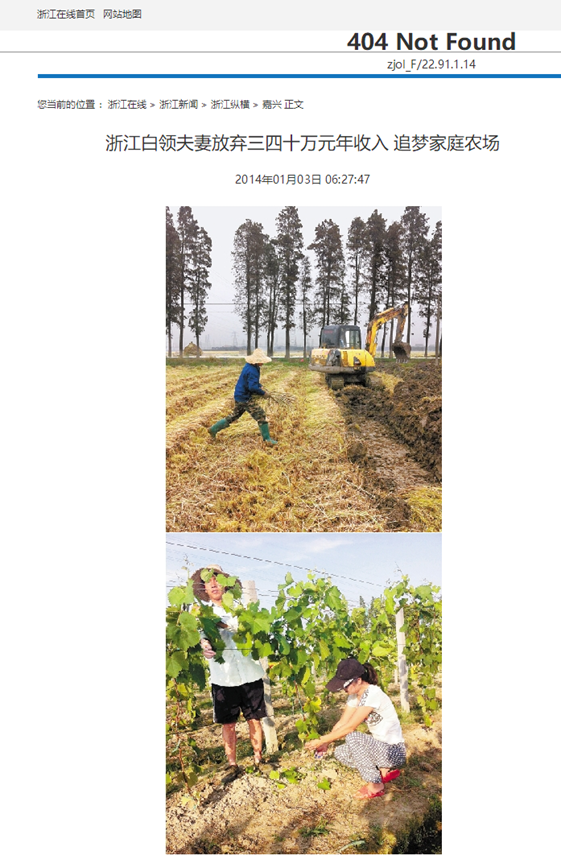 浙江在线首页 网站地图
404 Not Found
zjol_F/22.91.1.14
您当前的位置 ：浙江在线 > 浙江新闻 > 浙江纵横 > 嘉兴 正文
浙江白领夫妻放弃三四十万元年收入 追梦家庭农场
2014年01月03日 06:27:47